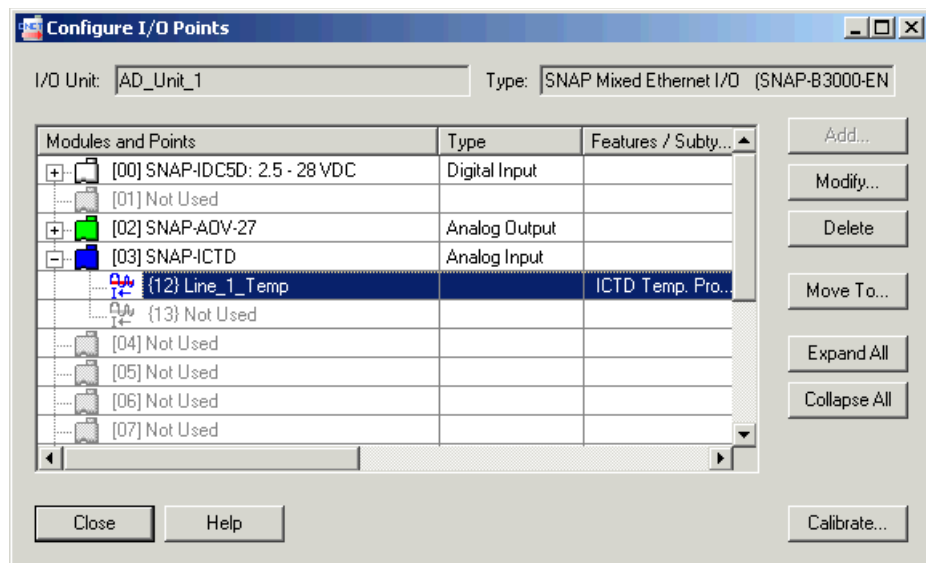 Configure I/O Points
I/O Unit: AD_Unit_1 Type: SNAP Mixed Ethernet I/O (SNAP-B3000-EN
Modules and Points Type Features / Subty...
Add...
[00] SNAP-IDC5D: 2.5 - 28 VDC Digital Input
Modify...
[01] Not Used
[02] SNAP-AOV-27 Analog Output
Delete
[03] SNAP-ICTD Analog Input
{12} Line_1_Temp ICTD Temp. Pro...
Move To...
{13} Not Used
[04] Not Used
Expand All
[05] Not Used
[06] Not Used
Collapse All
[07] Not Used
Close Help Calibrate...